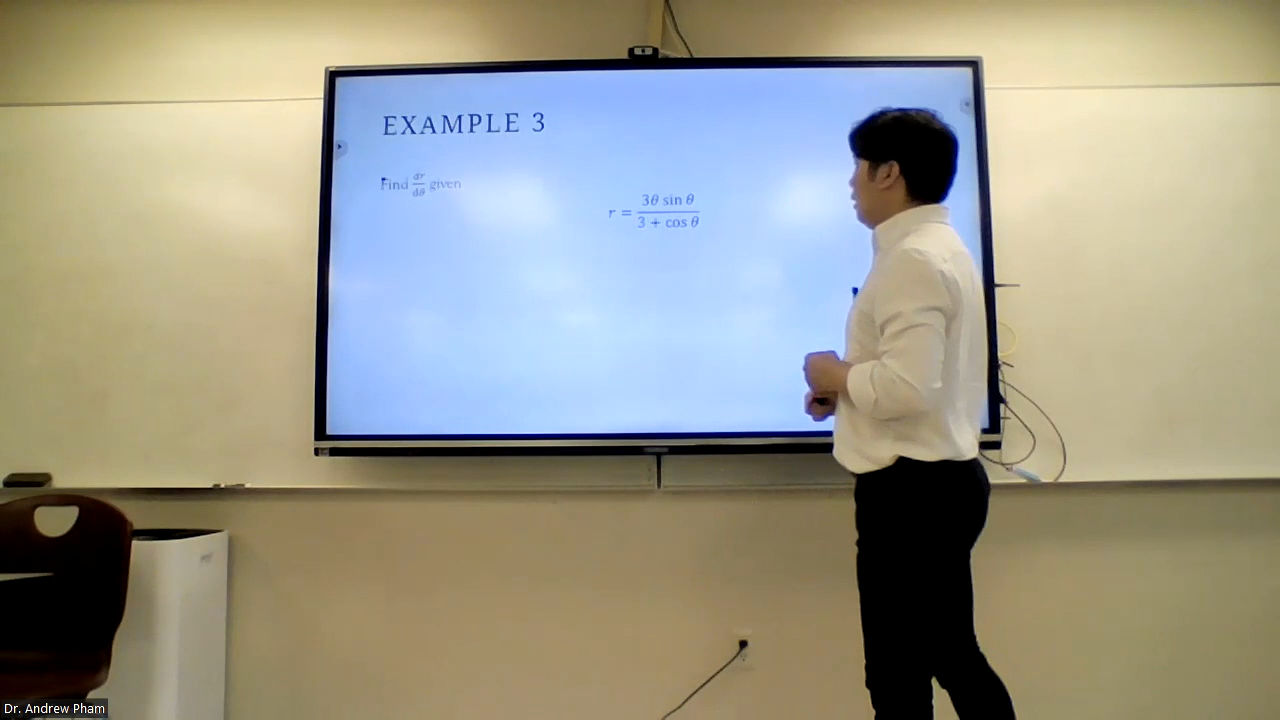 EXAMPLE 3
Find dr/dθ given
r = 3θ sin θ / 3 + cos θ
Dr. Andrew Pham